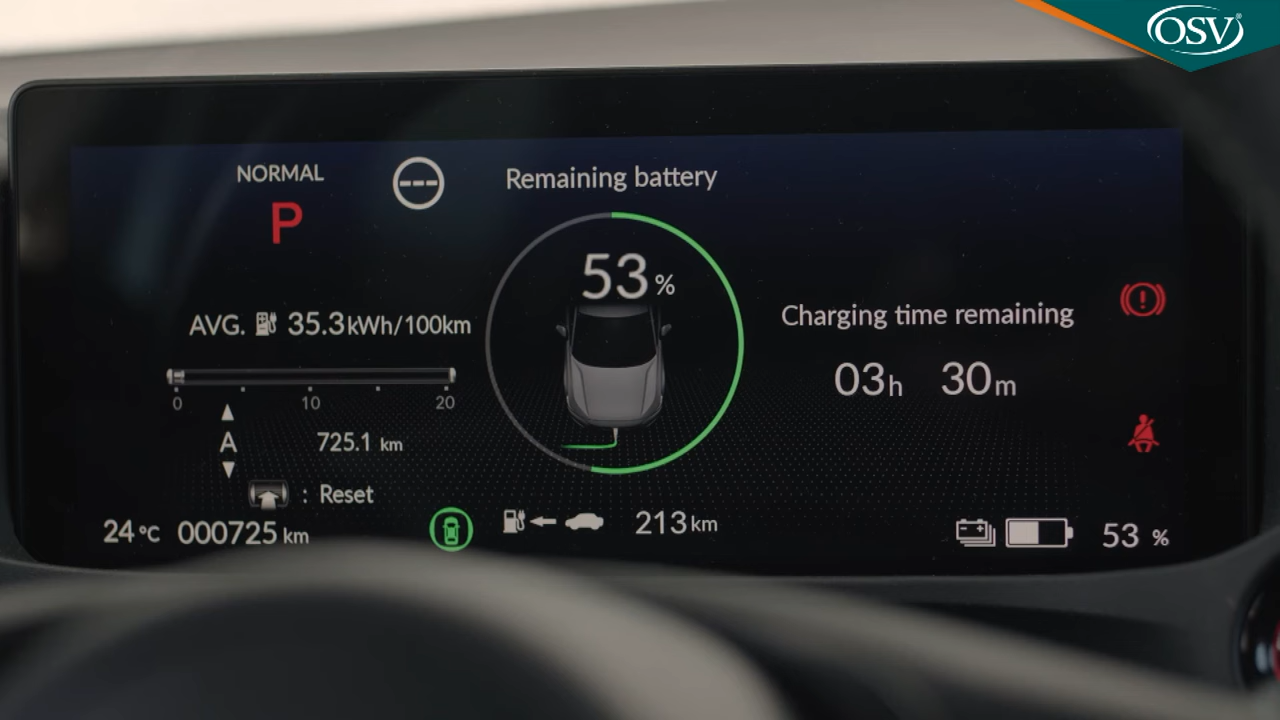 OSV®
NORMAL
P
Remaining battery
53%
AVG. 35.3kWh/100km
0 10 20
A 725.1 km
: Reset
Charging time remaining
03h 30m
24°C 000725 km
213km
53 %